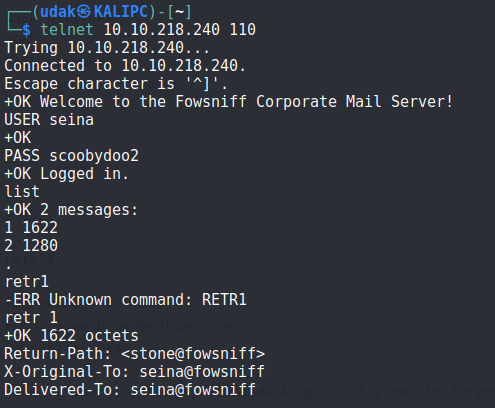 ┌──(udak㉿KALIPC)-[~]
└─$ telnet 10.10.218.240 110
Trying 10.10.218.240...
Connected to 10.10.218.240.
Escape character is '^]'.
+OK Welcome to the Fowsniff Corporate Mail Server!
USER seina
+OK
PASS scoobydoo2
+OK Logged in.
list
+OK 2 messages:
1 1622
2 1280
.
retr1
-ERR Unknown command: RETR1
retr 1
+OK 1622 octets
Return-Path: <stone@fowsniff>
X-Original-To: seina@fowsniff
Delivered-To: seina@fowsniff